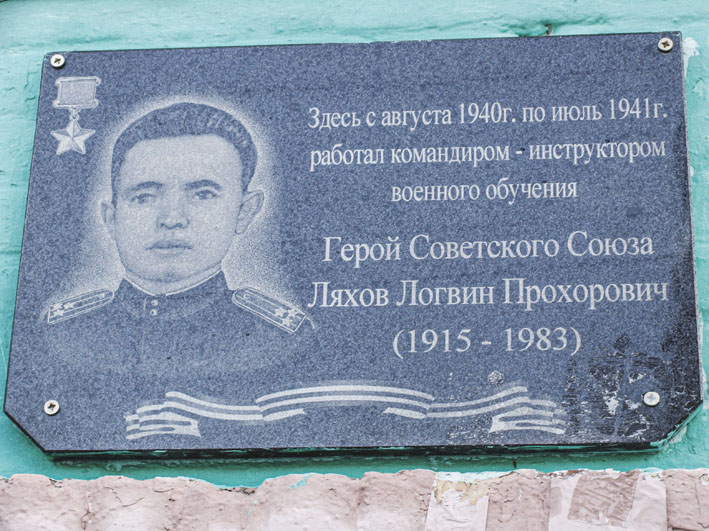 Здесь с августа 1940г. по июль 1941г.
работал командиром - инструктором
военного обучения
Герой Советского Союза
Ляхов Логвин Прохорович
(1915 - 1983)